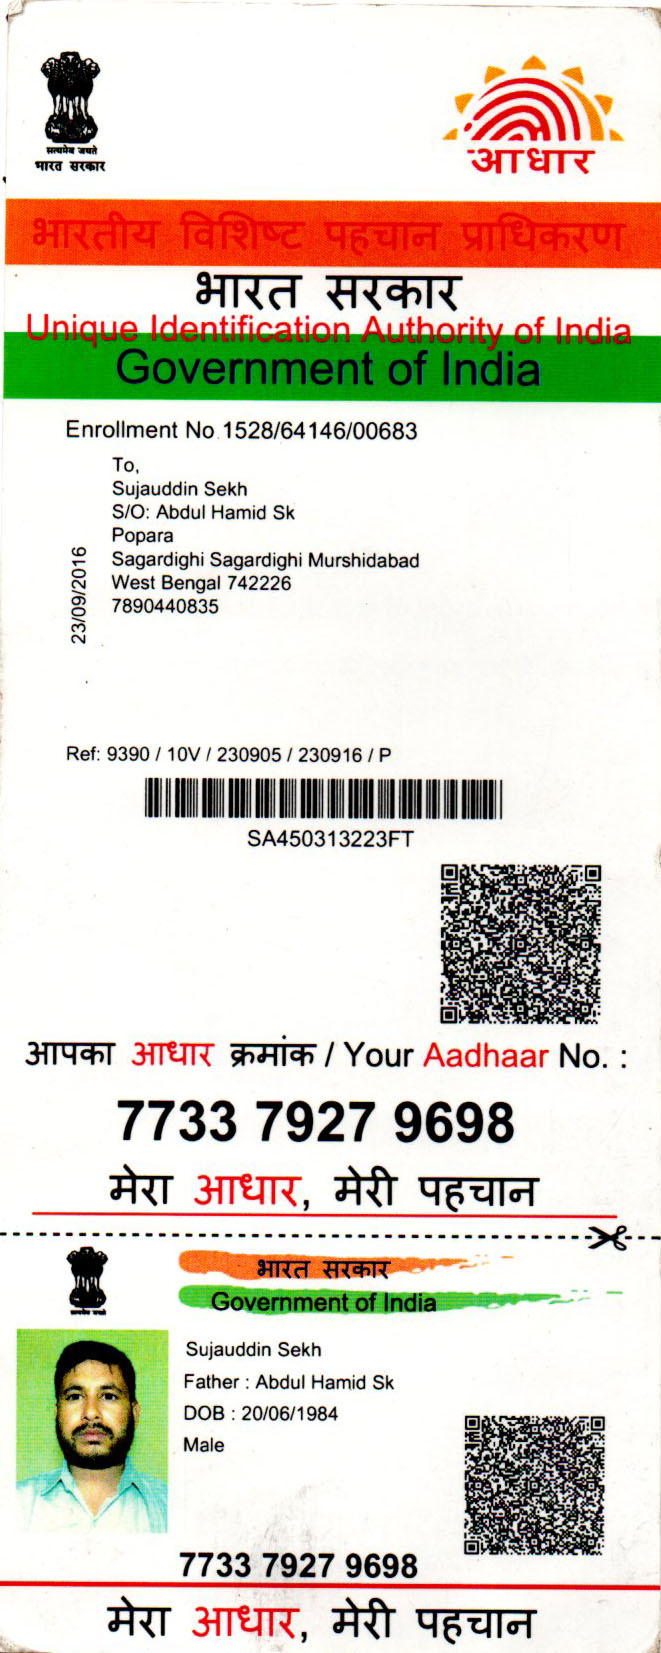 सत्यमेव जयते
भारत सरकार
आधार
भारतीय विशिष्ट पहचान प्राधिकरण
भारत सरकार
Unique Identification Authority of India
Government of India
Enrollment No 1528/64146/00683
To,
Sujauddin Sekh
S/O: Abdul Hamid Sk
Popara
Sagardighi Sagardighi Murshidabad
West Bengal 742226
7890440835
23/09/2016
Ref: 9390 / 10V / 230905 / 230916 / P
SA450313223FT
आपका आधार क्रमांक / Your Aadhaar No. :
7733 7927 9698
मेरा आधार, मेरी पहचान
भारत सरकार
Government of India
Sujauddin Sekh
Father : Abdul Hamid Sk
DOB : 20/06/1984
Male
7733 7927 9698
मेरा आधार, मेरी पहचान